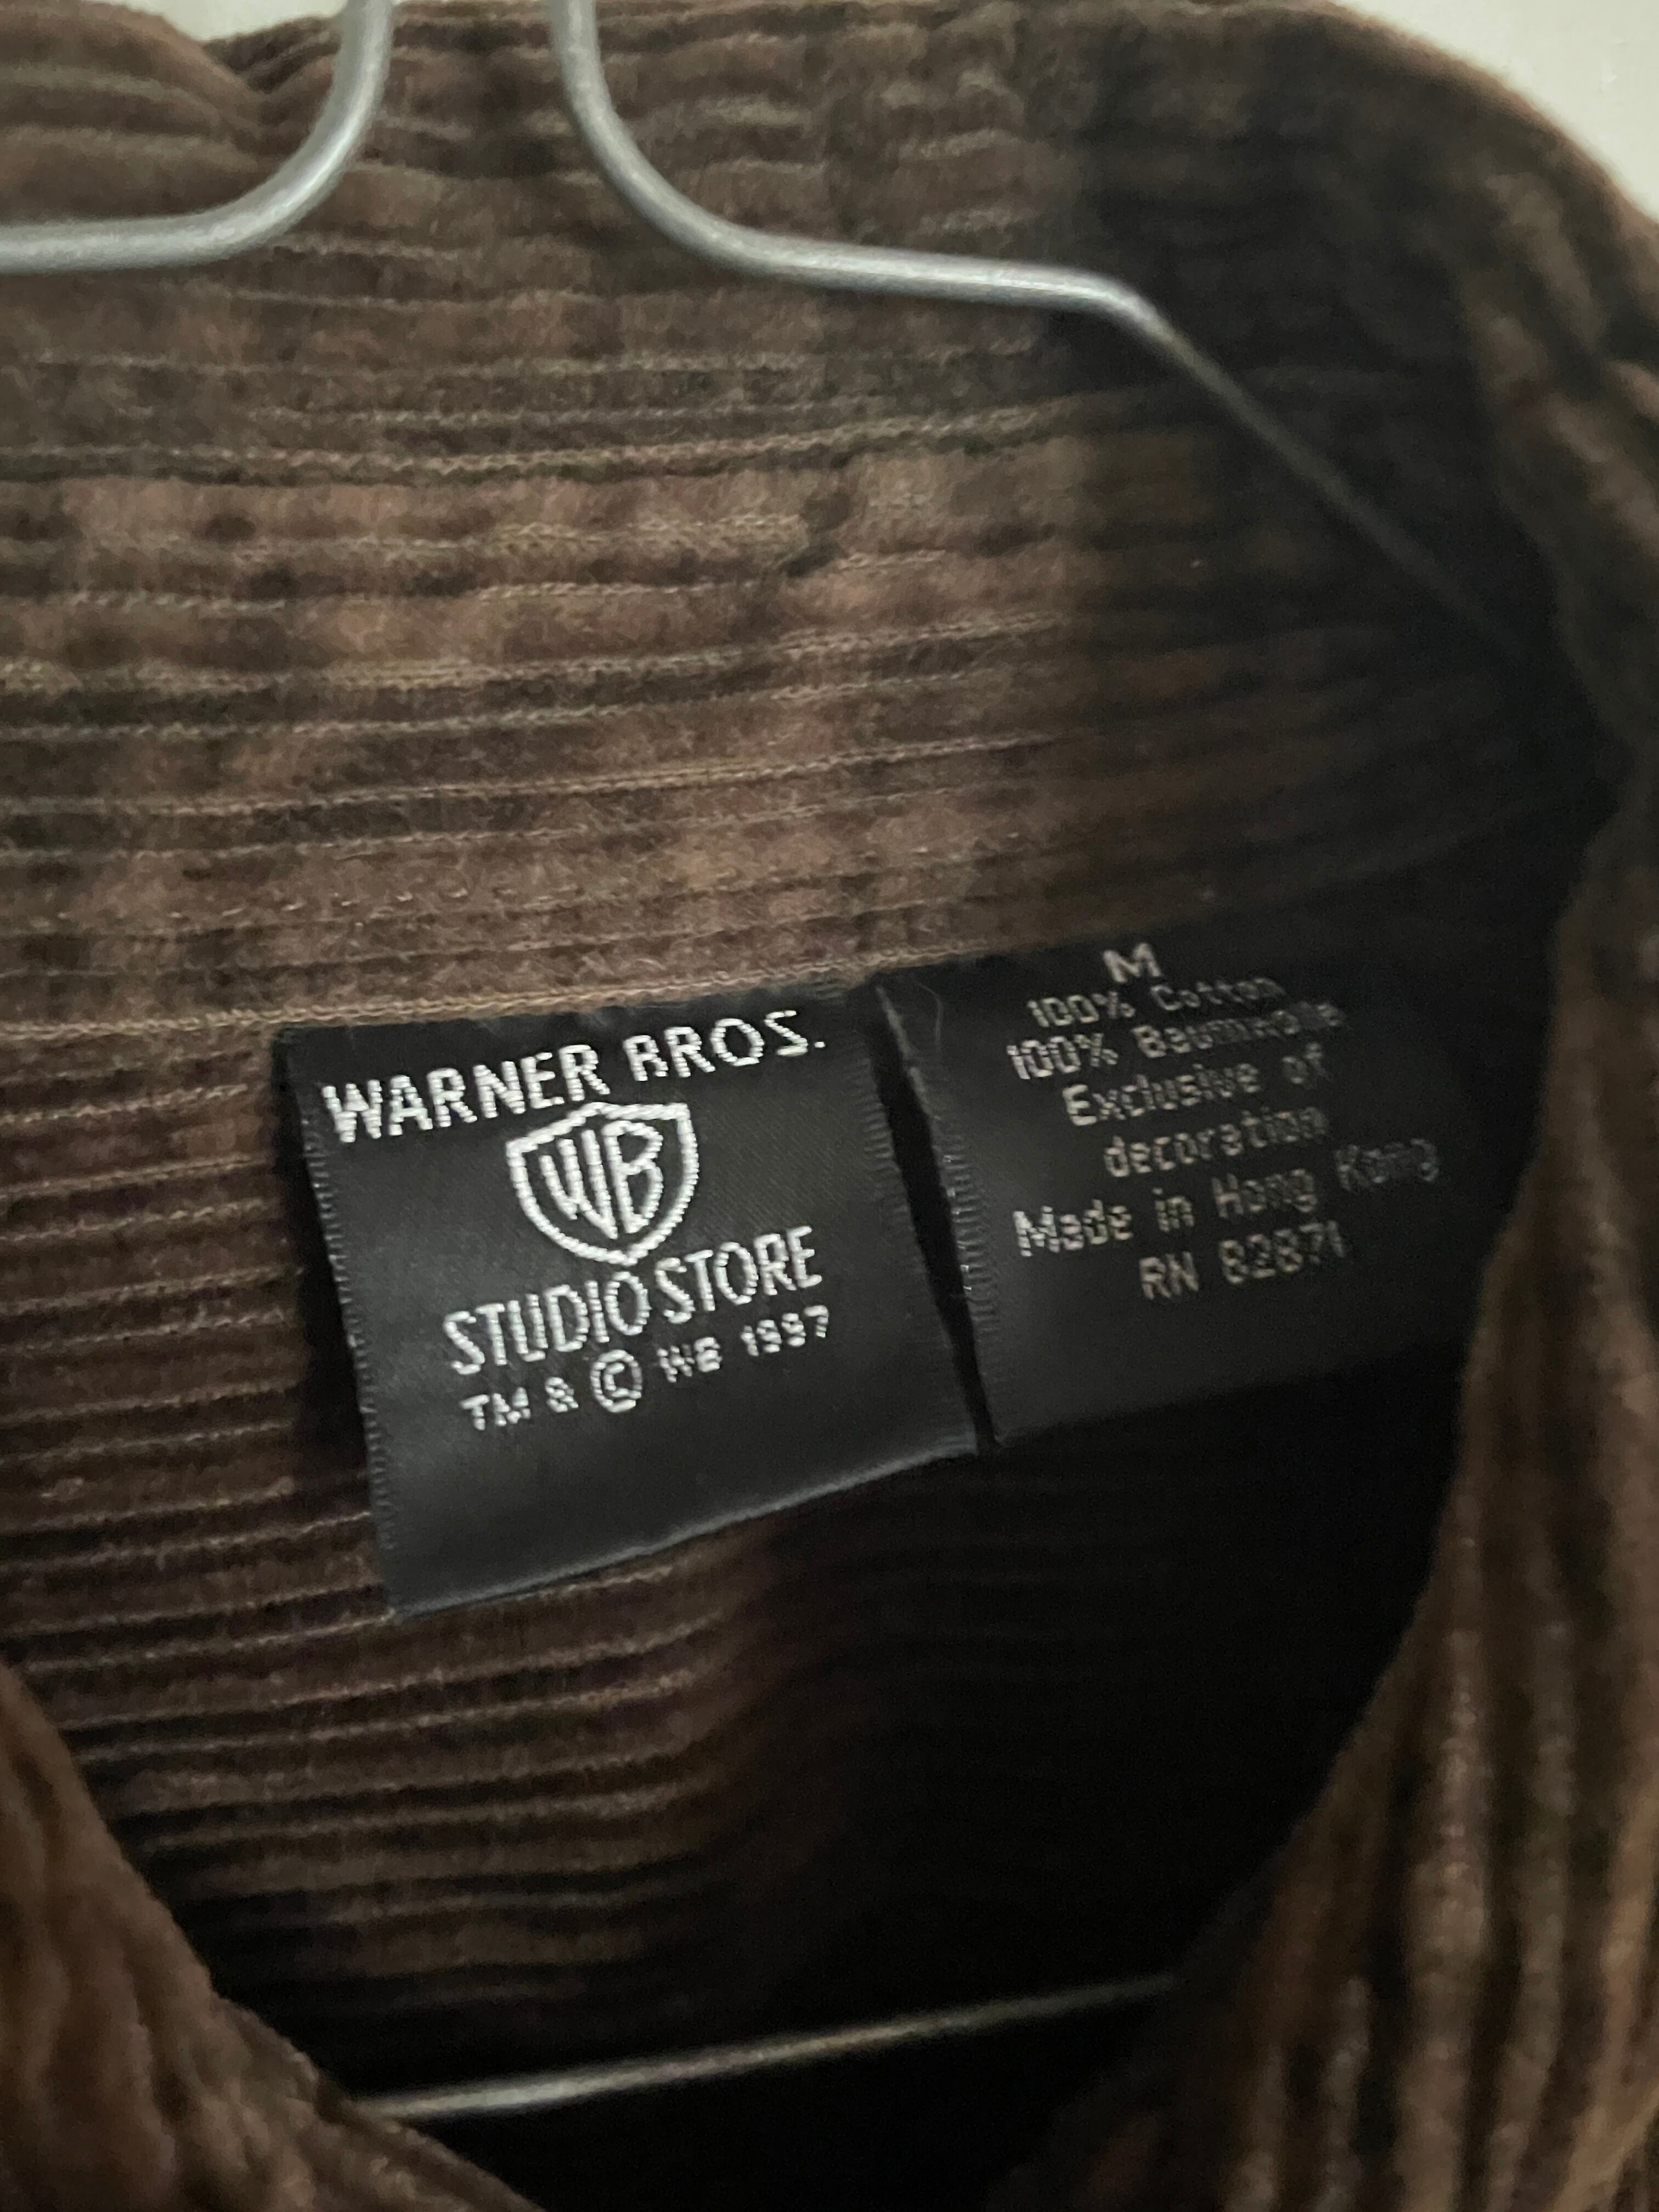 WARNER BROS.
WB
STUDIO STORE
TM & © WB 1997
M
100% Cotton
100% Baumwolle
Exclusive of
decoration
Made in Hong Kong
RN 82871